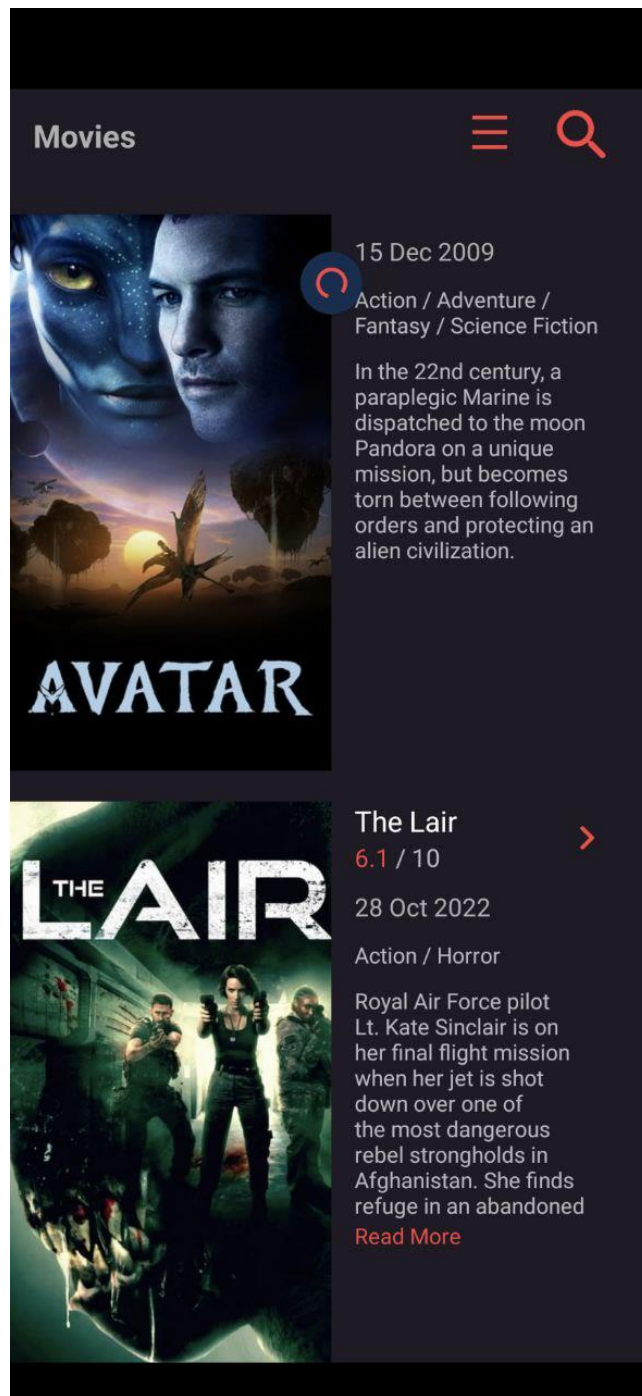 Movies
15 Dec 2009
Action / Adventure /
Fantasy / Science Fiction
In the 22nd century, a
paraplegic Marine is
dispatched to the moon
Pandora on a unique
mission, but becomes
torn between following
orders and protecting an
alien civilization.
AVATAR
THE LAIR
The Lair
6.1 / 10
28 Oct 2022
Action / Horror
Royal Air Force pilot
Lt. Kate Sinclair is on
her final flight mission
when her jet is shot
down over one of
the most dangerous
rebel strongholds in
Afghanistan. She finds
refuge in an abandoned
Read More